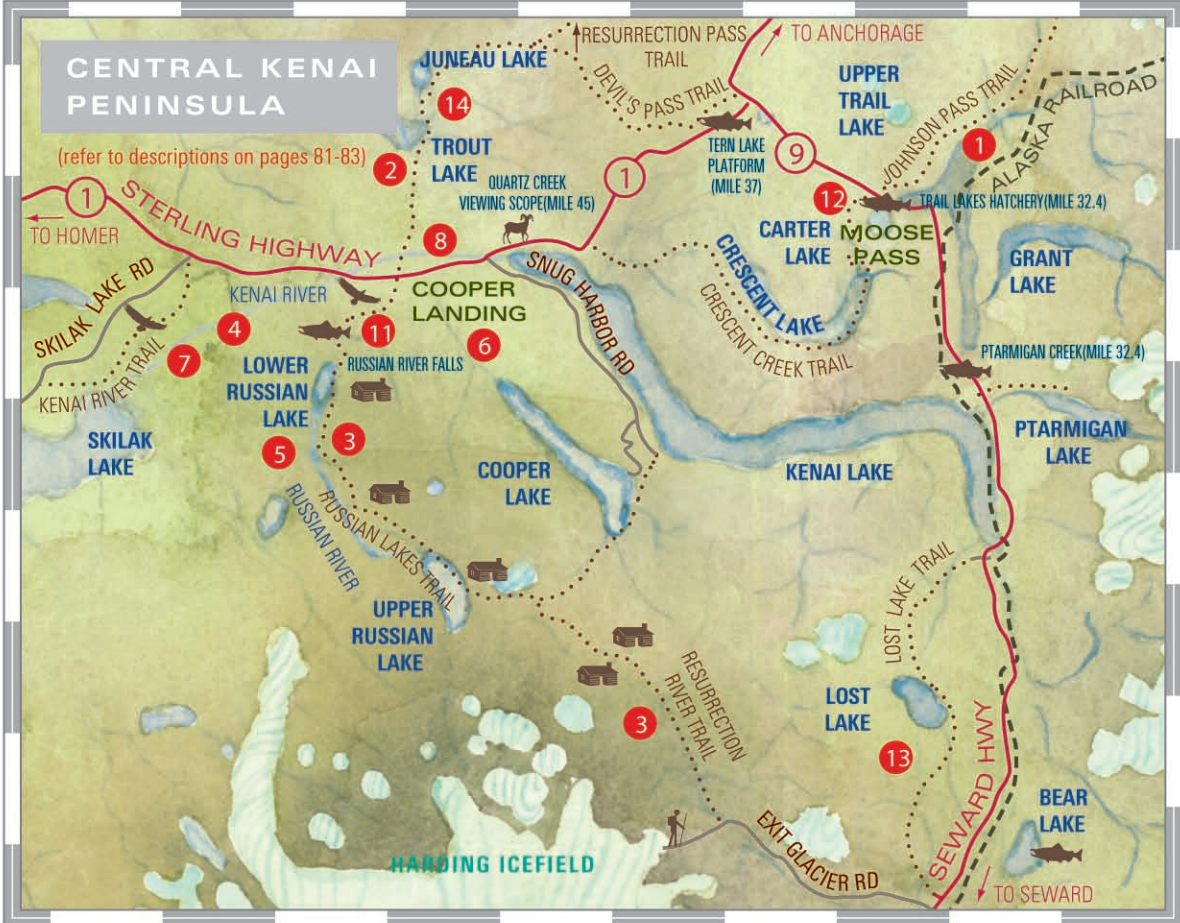 CENTRAL KENAI
PENINSULA
(refer to descriptions on pages 81-83)
JUNEAU LAKE
RESURRECTION PASS
TRAIL
TO ANCHORAGE
DEVIL'S PASS TRAIL
UPPER
TRAIL
LAKE
JOHNSON PASS TRAIL
ALASKA RAILROAD
14
TROUT
LAKE
2
TERN LAKE
PLATFORM
(MILE 37)
9
1
1
QUARTZ CREEK
VIEWING SCOPE(MILE 45)
1
STERLING HIGHWAY
TO HOMER
12
TRAIL LAKES HATCHERY(MILE 32.4)
CARTER
LAKE
MOOSE
PASS
GRANT
LAKE
8
SNUG HARBOR RD
CRESCENT LAKE
CRESCENT CREEK TRAIL
SKILAK LAKE RD
KENAI RIVER
COOPER
LANDING
4
11
6
7
KENAI RIVER TRAIL
LOWER
RUSSIAN
LAKE
RUSSIAN RIVER FALLS
PTARMIGAN CREEK(MILE 32.4)
SKILAK
LAKE
5
3
COOPER
LAKE
KENAI LAKE
PTARMIGAN
LAKE
RUSSIAN RIVER
RUSSIAN LAKES TRAIL
UPPER
RUSSIAN
LAKE
LOST LAKE TRAIL
RESURRECTION
RIVER TRAIL
3
LOST
LAKE
13
SEWARD HWY
BEAR
LAKE
HARDING ICEFIELD
EXIT GLACIER RD
TO SEWARD